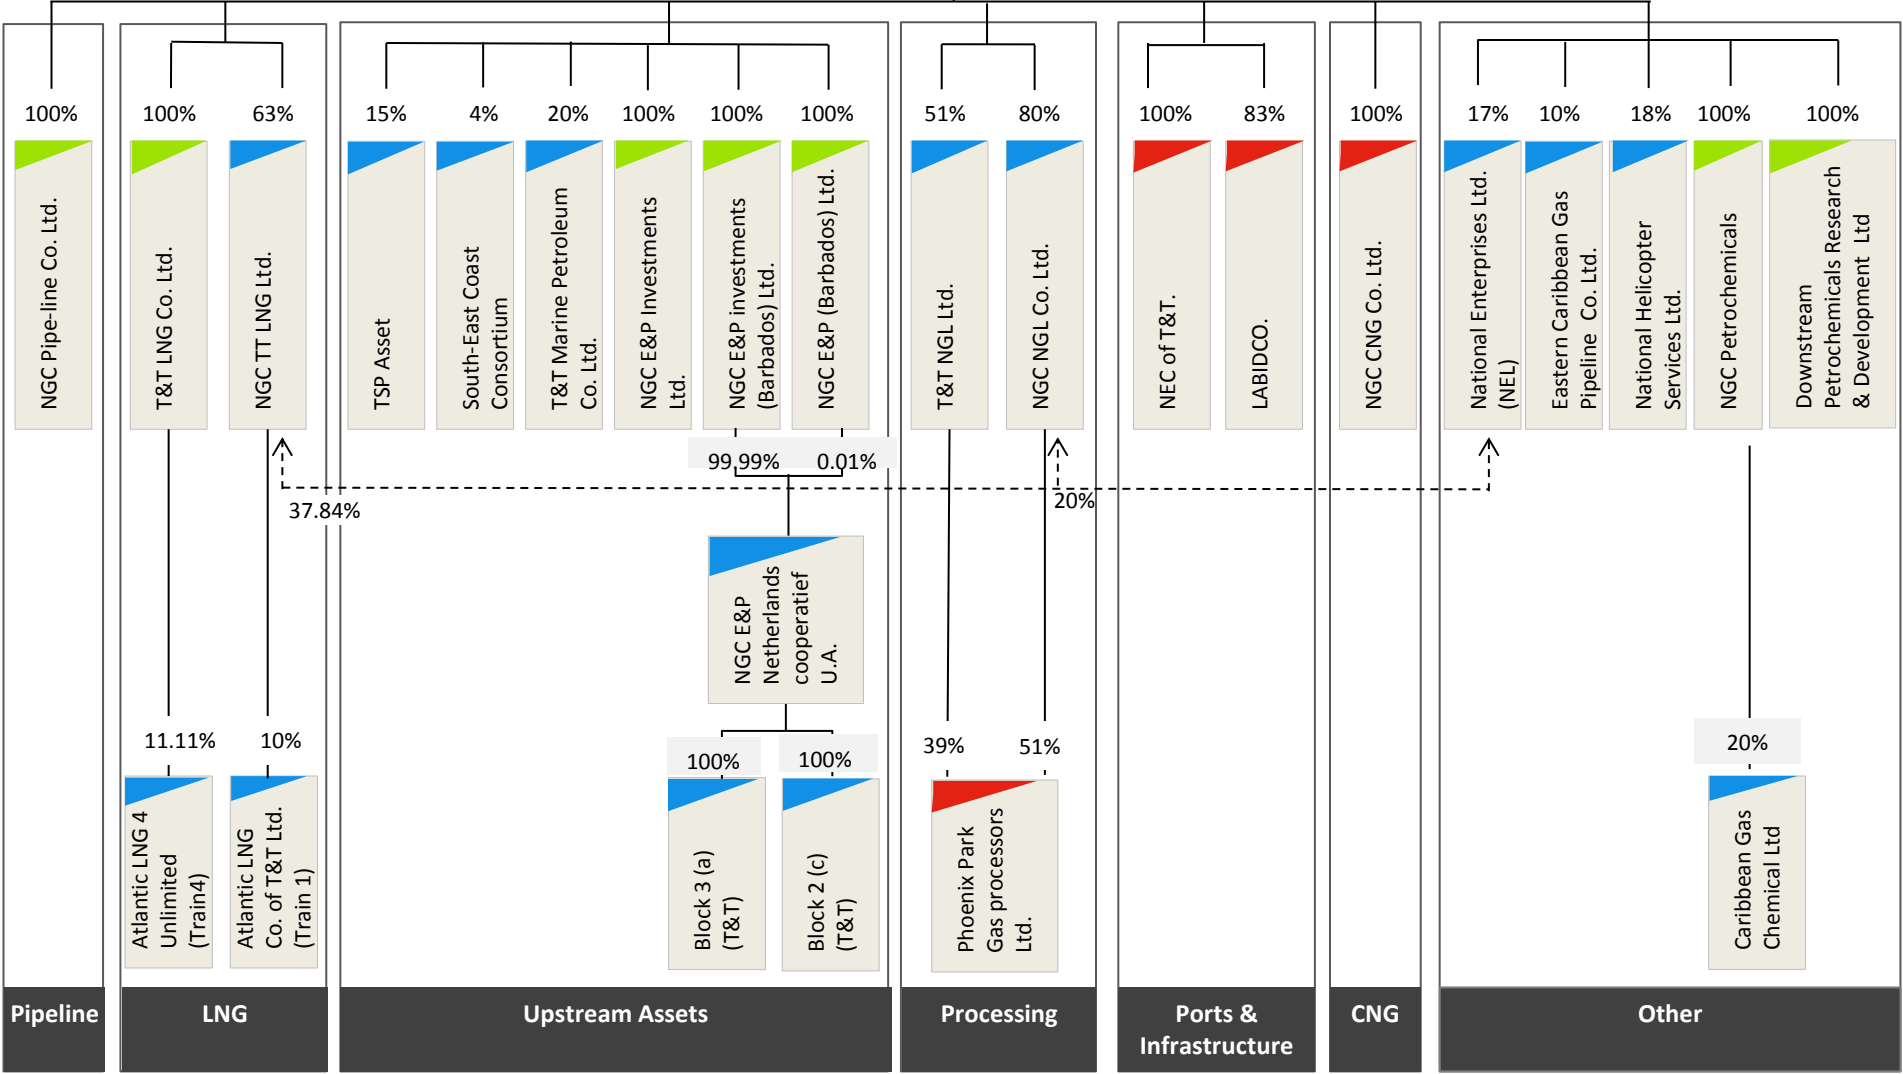 100%
100%
63%
15%
4%
20%
100%
100%
100%
51%
80%
100%
83%
100%
17%
10%
18%
100%
100%
NGC Pipe-line Co. Ltd.
T&T LNG Co. Ltd.
NGC TT LNG Ltd.
TSP Asset
South-East Coast
Consortium
T&T Marine Petroleum
Co. Ltd.
NGC E&P Investments
Ltd.
NGC E&P investments
(Barbados) Ltd.
NGC E&P (Barbados) Ltd.
T&T NGL Ltd.
NGC NGL Co. Ltd.
NEC of T&T.
LABIDCO.
NGC CNG Co. Ltd.
National Enterprises Ltd.
(NEL)
Eastern Caribbean Gas
Pipeline Co. Ltd.
National Helicopter
Services Ltd.
NGC Petrochemicals
Downstream
Petrochemicals Research
& Development Ltd
99.99%
0.01%
37.84%
20%
NGC E&P
Netherlands
cooperatief
U.A.
11.11%
10%
100%
100%
39%
51%
20%
Atlantic LNG 4
Unlimited
(Train4)
Atlantic LNG
Co. of T&T Ltd.
(Train 1)
Block 3 (a)
(T&T)
Block 2 (c)
(T&T)
Phoenix Park
Gas processors
Ltd.
Caribbean Gas
Chemical Ltd
Pipeline
LNG
Upstream Assets
Processing
Ports &
Infrastructure
CNG
Other